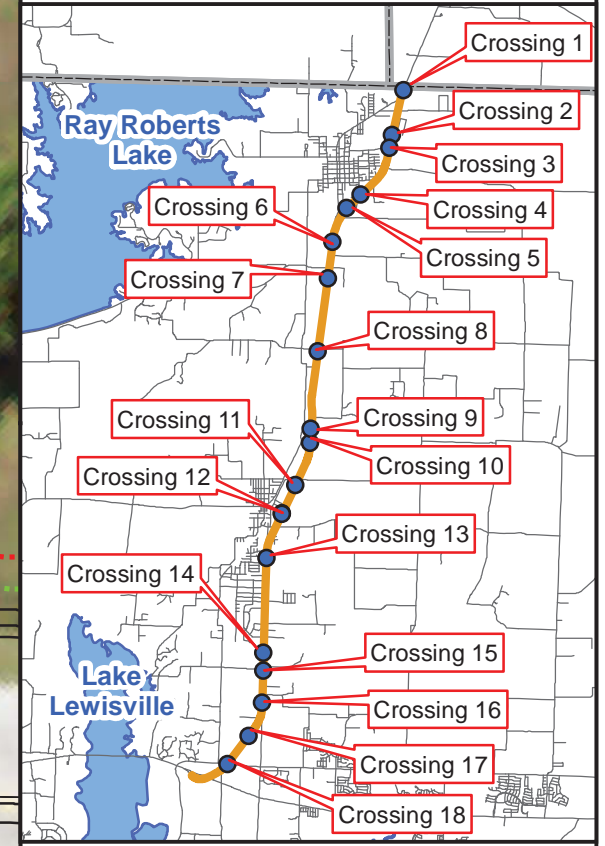 Crossing 1
Crossing 2
Ray Roberts
Lake
Crossing 3
Crossing 4
Crossing 6
Crossing 5
Crossing 7
Crossing 8
Crossing 9
Crossing 11
Crossing 10
Crossing 12
Crossing 13
Crossing 14
Crossing 15
Lake
Lewisville
Crossing 16
Crossing 17
Crossing 18